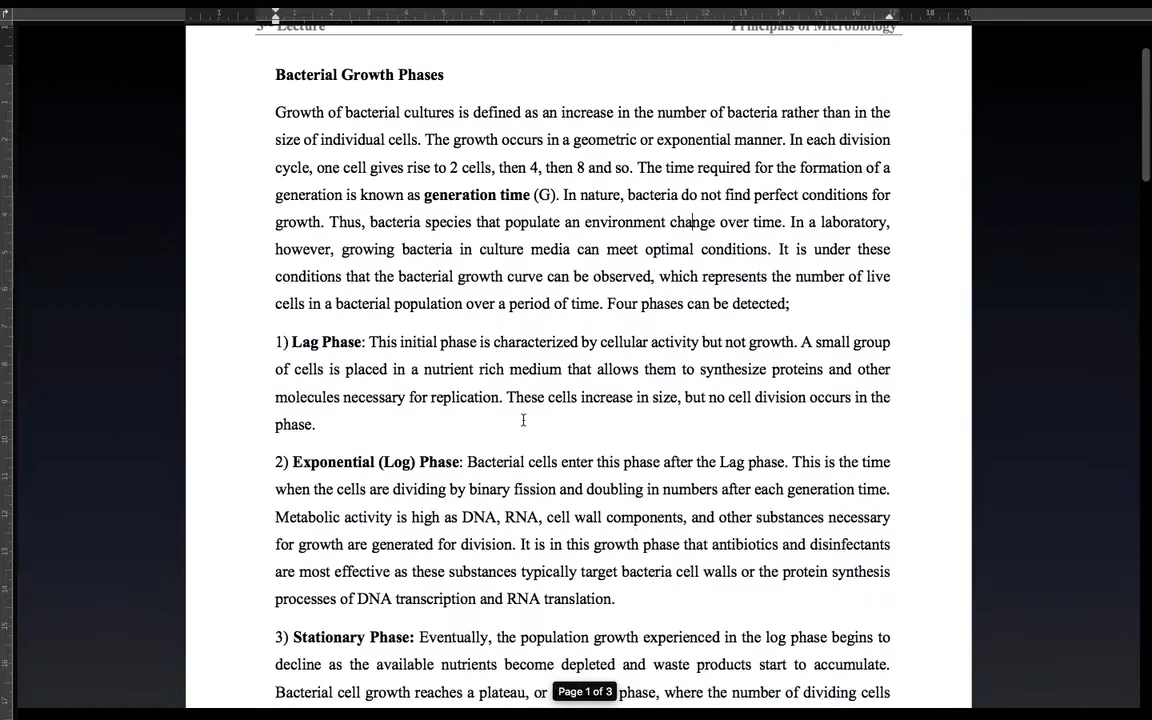 3rd Lecture Principals of Microbiology
Bacterial Growth Phases
Growth of bacterial cultures is defined as an increase in the number of bacteria rather than in the
size of individual cells. The growth occurs in a geometric or exponential manner. In each division
cycle, one cell gives rise to 2 cells, then 4, then 8 and so. The time required for the formation of a
generation is known as generation time (G). In nature, bacteria do not find perfect conditions for
growth. Thus, bacteria species that populate an environment change over time. In a laboratory,
however, growing bacteria in culture media can meet optimal conditions. It is under these
conditions that the bacterial growth curve can be observed, which represents the number of live
cells in a bacterial population over a period of time. Four phases can be detected;
1) Lag Phase: This initial phase is characterized by cellular activity but not growth. A small group
of cells is placed in a nutrient rich medium that allows them to synthesize proteins and other
molecules necessary for replication. These cells increase in size, but no cell division occurs in the
phase.
2) Exponential (Log) Phase: Bacterial cells enter this phase after the Lag phase. This is the time
when the cells are dividing by binary fission and doubling in numbers after each generation time.
Metabolic activity is high as DNA, RNA, cell wall components, and other substances necessary
for growth are generated for division. It is in this growth phase that antibiotics and disinfectants
are most effective as these substances typically target bacteria cell walls or the protein synthesis
processes of DNA transcription and RNA translation.
3) Stationary Phase: Eventually, the population growth experienced in the log phase begins to
decline as the available nutrients become depleted and waste products start to accumulate.
Bacterial cell growth reaches a plateau, or phase, where the number of dividing cells
Page 1 of 3